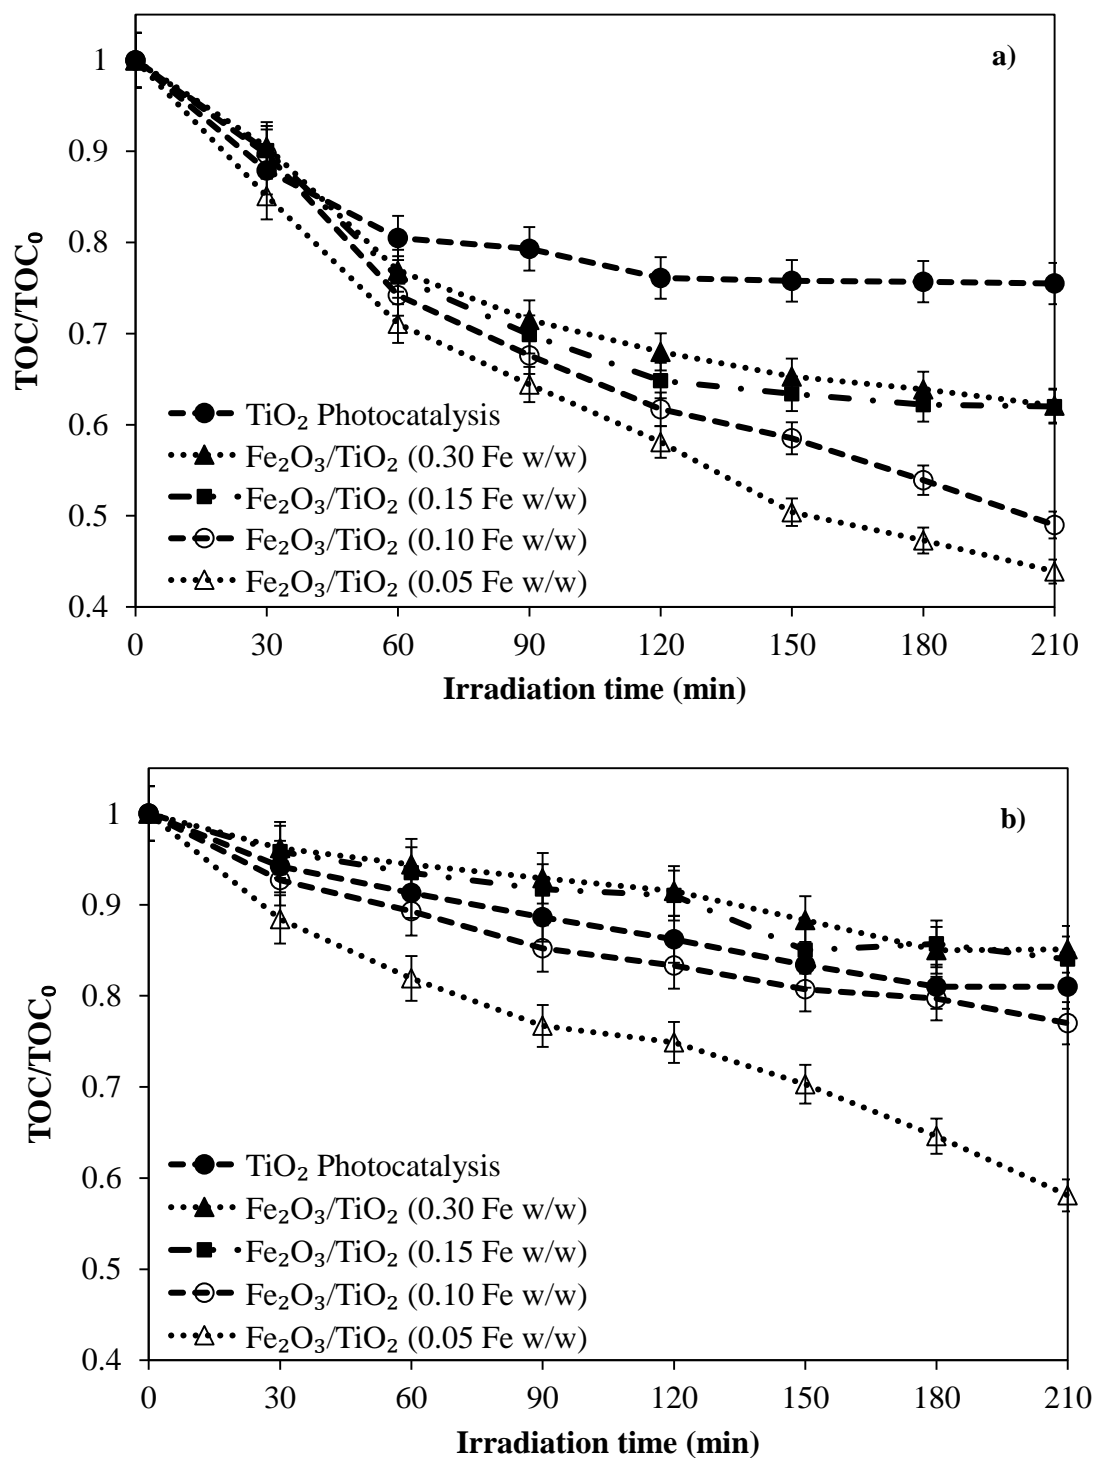 a)
1
0.9
0.8
0.7
0.6
0.5
0.4
TOC/TOC₀
TiO₂ Photocatalysis
Fe₂O₃/TiO₂ (0.30 Fe w/w)
Fe₂O₃/TiO₂ (0.15 Fe w/w)
Fe₂O₃/TiO₂ (0.10 Fe w/w)
Fe₂O₃/TiO₂ (0.05 Fe w/w)
0 30 60 90 120 150 180 210
Irradiation time (min)
b)
1
0.9
0.8
0.7
0.6
0.5
0.4
TOC/TOC₀
TiO₂ Photocatalysis
Fe₂O₃/TiO₂ (0.30 Fe w/w)
Fe₂O₃/TiO₂ (0.15 Fe w/w)
Fe₂O₃/TiO₂ (0.10 Fe w/w)
Fe₂O₃/TiO₂ (0.05 Fe w/w)
0 30 60 90 120 150 180 210
Irradiation time (min)